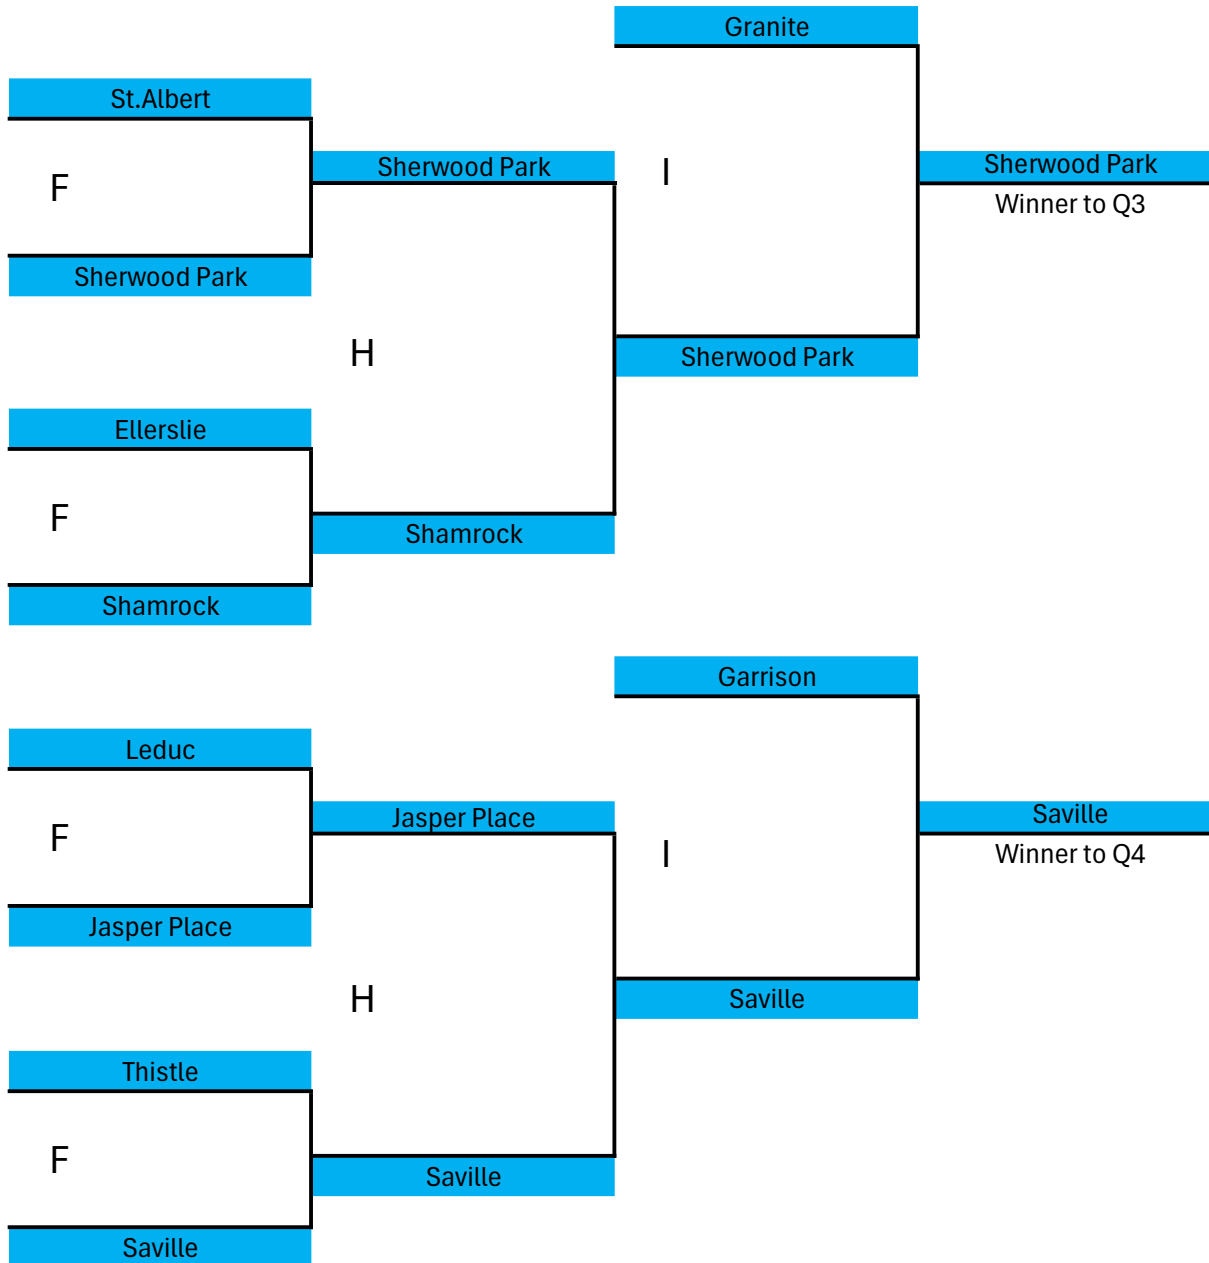 Granite
St.Albert
Sherwood Park
I
Sherwood Park
F
Winner to Q3
Sherwood Park
H
Sherwood Park
Ellerslie
F
Shamrock
Shamrock
Garrison
Leduc
Jasper Place
I
Saville
F
Winner to Q4
Jasper Place
H
Saville
Thistle
F
Saville
Saville